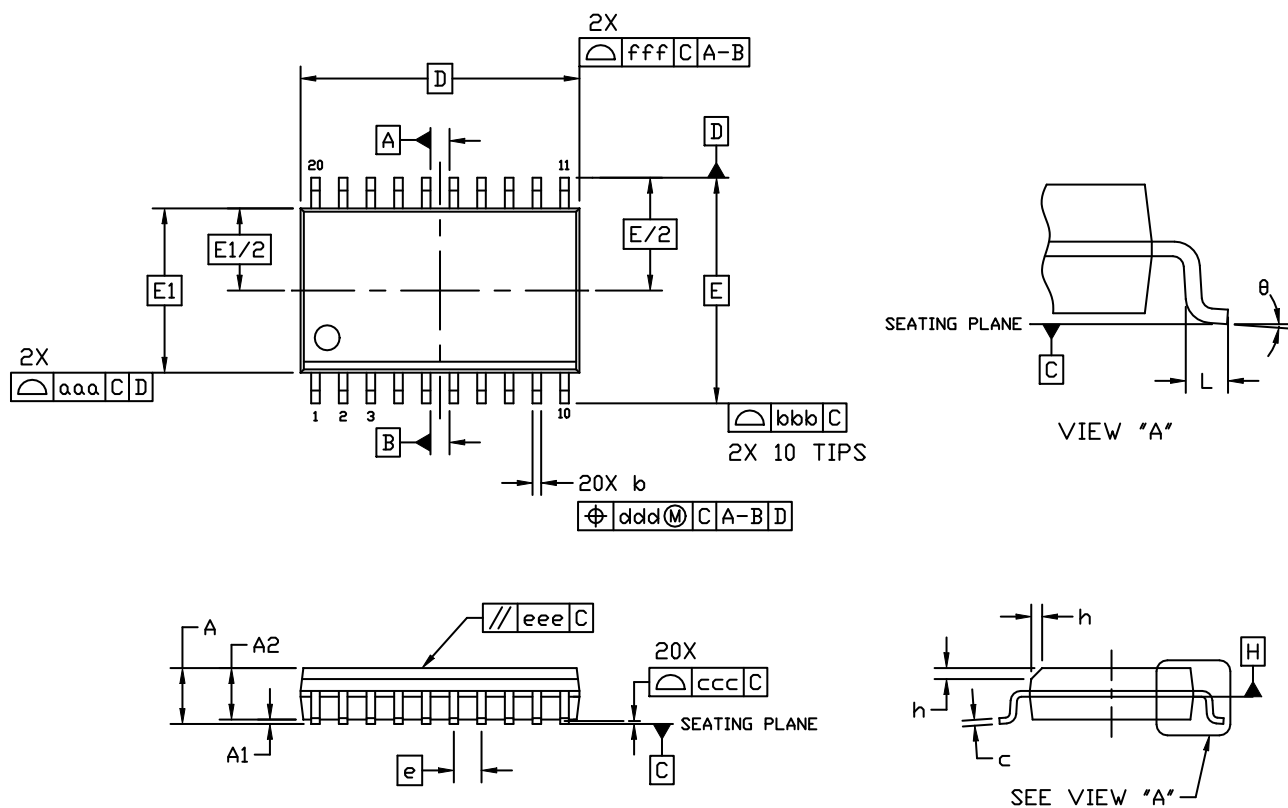 2X
⌓ fff C A-B
D
A
D
20
11
E1/2
E/2
E1
E
2X
⌓ aaa C D
1
2
3
10
B
⌓ bbb C
2X 10 TIPS
20X b
⌖ ddd Ⓜ C A-B D
θ
SEATING PLANE
C
L
VIEW "A"
// eee C
A
A2
A1
20X
⌓ ccc C
SEATING PLANE
e
C
h
h
H
c
SEE VIEW "A"